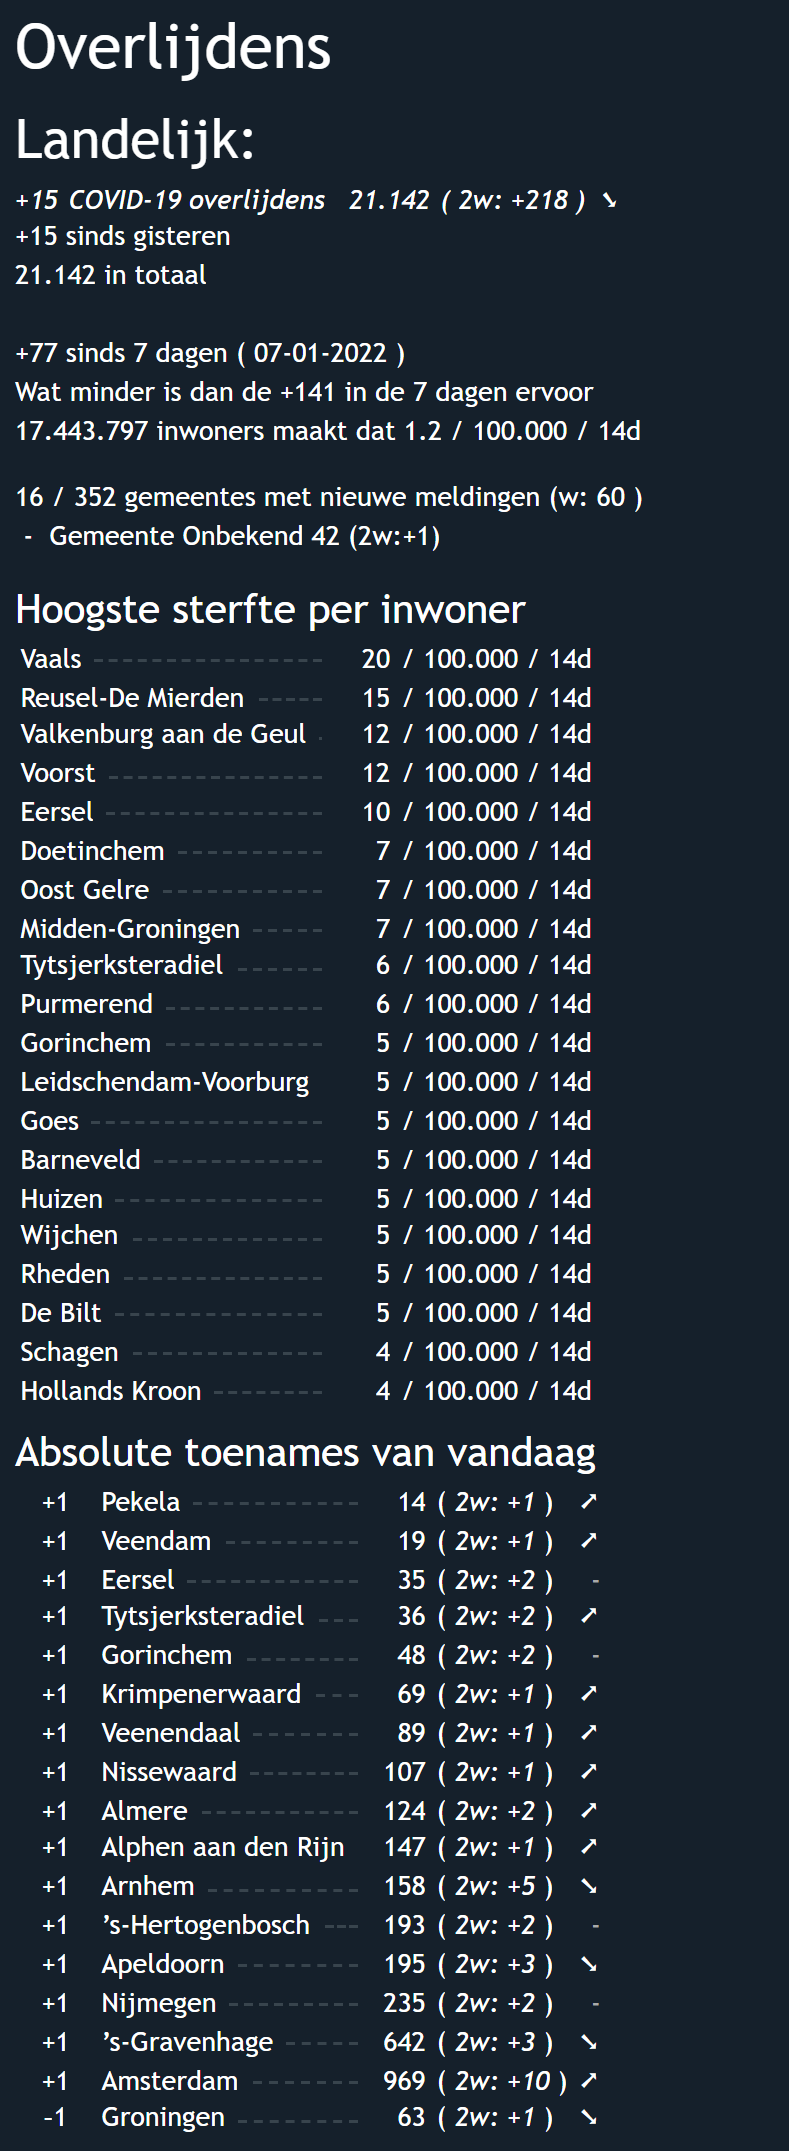 Overlijdens
Landelijk:
+15 COVID-19 overlijdens 21.142 ( 2w: +218 ) ➘
+15 sinds gisteren
21.142 in totaal
+77 sinds 7 dagen ( 07-01-2022 )
Wat minder is dan de +141 in de 7 dagen ervoor
17.443.797 inwoners maakt dat 1.2 / 100.000 / 14d
16 / 352 gemeentes met nieuwe meldingen (w: 60 )
- Gemeente Onbekend 42 (2w:+1)
Hoogste sterfte per inwoner
Vaals ---------------- 20 / 100.000 / 14d
Reusel-De Mierden ----- 15 / 100.000 / 14d
Valkenburg aan de Geul . 12 / 100.000 / 14d
Voorst --------------- 12 / 100.000 / 14d
Eersel --------------- 10 / 100.000 / 14d
Doetinchem ---------- 7 / 100.000 / 14d
Oost Gelre ----------- 7 / 100.000 / 14d
Midden-Groningen ----- 7 / 100.000 / 14d
Tytsjerksteradiel ------ 6 / 100.000 / 14d
Purmerend ----------- 6 / 100.000 / 14d
Gorinchem ----------- 5 / 100.000 / 14d
Leidschendam-Voorburg 5 / 100.000 / 14d
Goes ---------------- 5 / 100.000 / 14d
Barneveld ------------ 5 / 100.000 / 14d
Huizen --------------- 5 / 100.000 / 14d
Wijchen ------------- 5 / 100.000 / 14d
Rheden -------------- 5 / 100.000 / 14d
De Bilt --------------- 5 / 100.000 / 14d
Schagen ------------- 4 / 100.000 / 14d
Hollands Kroon -------- 4 / 100.000 / 14d
Absolute toenames van vandaag
+1 Pekela ----------- 14 ( 2w: +1 ) ➚
+1 Veendam --------- 19 ( 2w: +1 ) ➚
+1 Eersel ------------ 35 ( 2w: +2 ) -
+1 Tytsjerksteradiel --- 36 ( 2w: +2 ) ➚
+1 Gorinchem -------- 48 ( 2w: +2 ) -
+1 Krimpenerwaard --- 69 ( 2w: +1 ) ➚
+1 Veenendaal ------- 89 ( 2w: +1 ) ➚
+1 Nissewaard -------- 107 ( 2w: +1 ) ➚
+1 Almere ----------- 124 ( 2w: +2 ) ➚
+1 Alphen aan den Rijn 147 ( 2w: +1 ) ➚
+1 Arnhem ---------- 158 ( 2w: +5 ) ➘
+1 ’s-Hertogenbosch --- 193 ( 2w: +2 ) -
+1 Apeldoorn -------- 195 ( 2w: +3 ) ➘
+1 Nijmegen --------- 235 ( 2w: +2 ) -
+1 ’s-Gravenhage ----- 642 ( 2w: +3 ) ➘
+1 Amsterdam ------- 969 ( 2w: +10 ) ➚
-1 Groningen -------- 63 ( 2w: +1 ) ➘